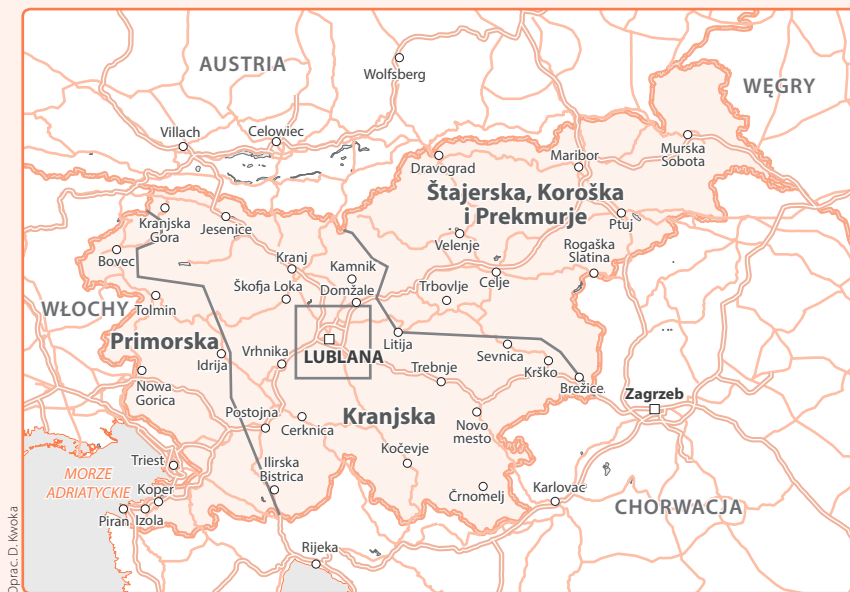 AUSTRIA
Wolfsberg
WĘGRY
Villach
Celowiec
Dravograd
Maribor
Murska
Sobota
Štajerska, Koroška
i Prekmurje
Kranjska
Gora
Jesenice
Ptuj
Velenje
Bovec
Kranj
Kamnik
Rogaška
Slatina
Škofja Loka
Domžale
Trbovlje
Celje
WŁOCHY
Tolmin
Primorska
Idrija
Vrhnika
LUBLANA
Litija
Sevnica
Krško
Brežice
Trebnje
Nova
Gorica
Zagrzeb
Kranjska
Postojna
Cerknica
Novo
mesto
Kočevje
Triest
MORZE
ADRIATYCKIE
Ilirska
Bistrica
Koper
Črnomelj
Karlovac
CHORWACJA
Piran
Izola
Rijeka
Oprac. D. Kwoka